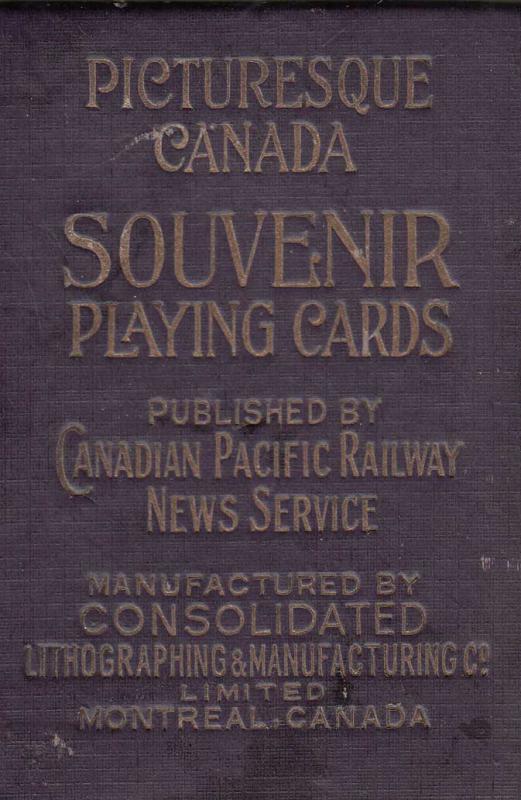 PICTURESQUE
CANADA
SOUVENIR
PLAYING CARDS
PUBLISHED BY
CANADIAN PACIFIC RAILWAY
NEWS SERVICE
MANUFACTURED BY
CONSOLIDATED
LITHOGRAPHING & MANUFACTURING CO.
LIMITED
MONTREAL - CANADA